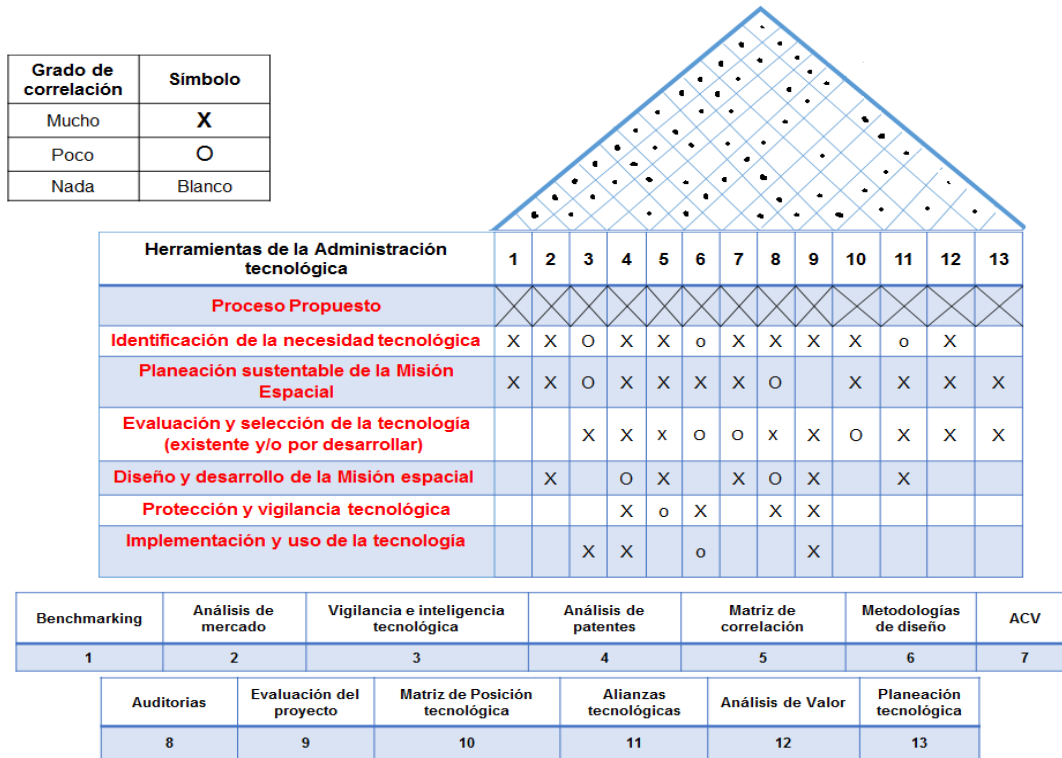 Grado de
correlación
Símbolo
Mucho
X
Poco
O
Nada
Blanco
Herramientas de la Administración
tecnológica
1 2 3 4 5 6 7 8 9 10 11 12 13
Proceso Propuesto
Identificación de la necesidad tecnológica
X X O X X o X X X X o X
Planeación sustentable de la Misión
Espacial
X X O X X X X O X X X X
Evaluación y selección de la tecnología
(existente y/o por desarrollar)
X X x O O x X O X X X
Diseño y desarrollo de la Misión espacial
X O X X O X X
Protección y vigilancia tecnológica
X o X X X
Implementación y uso de la tecnología
X X o X
Benchmarking
Análisis de
mercado
Vigilancia e inteligencia
tecnológica
Análisis de
patentes
Matriz de
correlación
Metodologías
de diseño
ACV
1 2 3 4 5 6 7
Auditorias
Evaluación del
proyecto
Matriz de Posición
tecnológica
Alianzas
tecnológicas
Análisis de Valor
Planeación
tecnológica
8 9 10 11 12 13